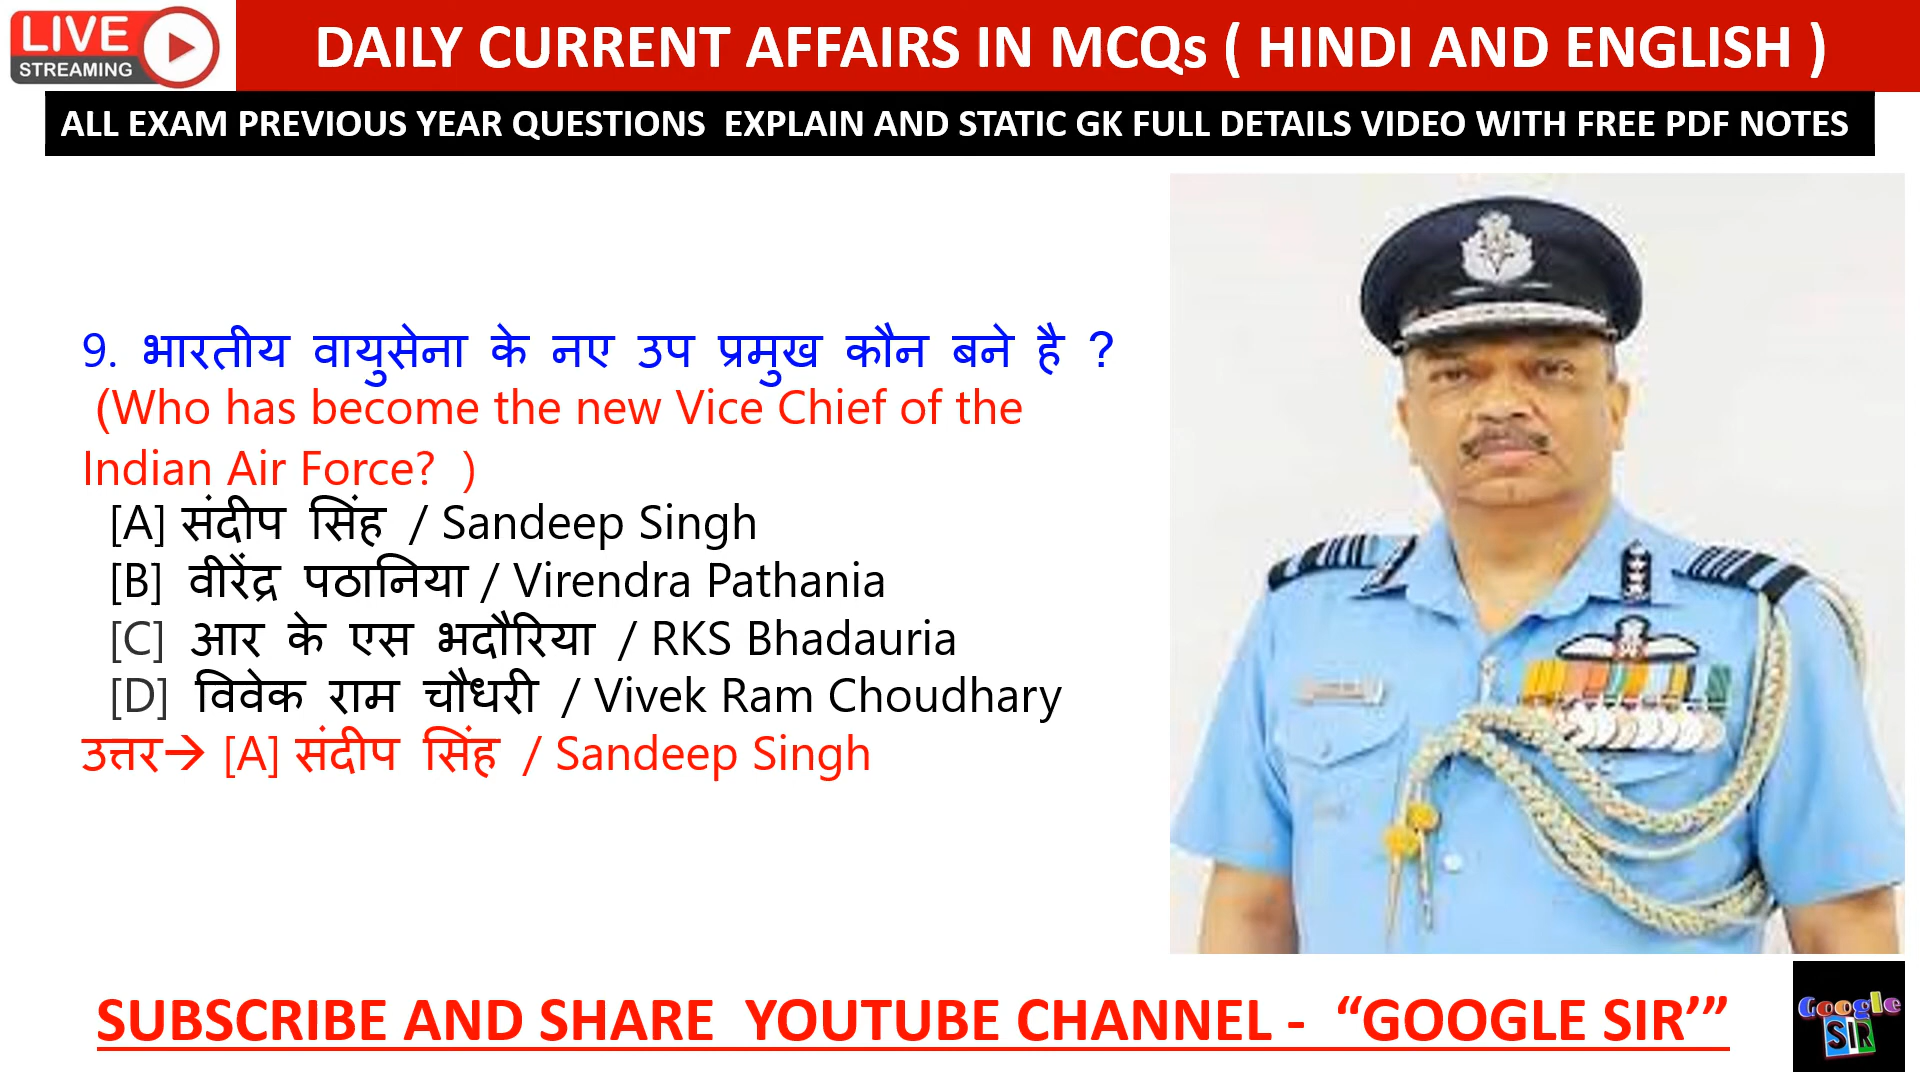 LIVE
STREAMING
DAILY CURRENT AFFAIRS IN MCQs ( HINDI AND ENGLISH )
ALL EXAM PREVIOUS YEAR QUESTIONS EXPLAIN AND STATIC GK FULL DETAILS VIDEO WITH FREE PDF NOTES
9. भारतीय वायुसेना के नए उप प्रमुख कौन बने है ?
(Who has become the new Vice Chief of the
Indian Air Force? )
[A] संदीप सिंह / Sandeep Singh
[B] वीरेंद्र पठानिया / Virendra Pathania
[C] आर के एस भदौरिया / RKS Bhadauria
[D] विवेक राम चौधरी / Vivek Ram Choudhary
उत्तर→ [A] संदीप सिंह / Sandeep Singh
SUBSCRIBE AND SHARE YOUTUBE CHANNEL - “GOOGLE SIR’”
Google
SIR